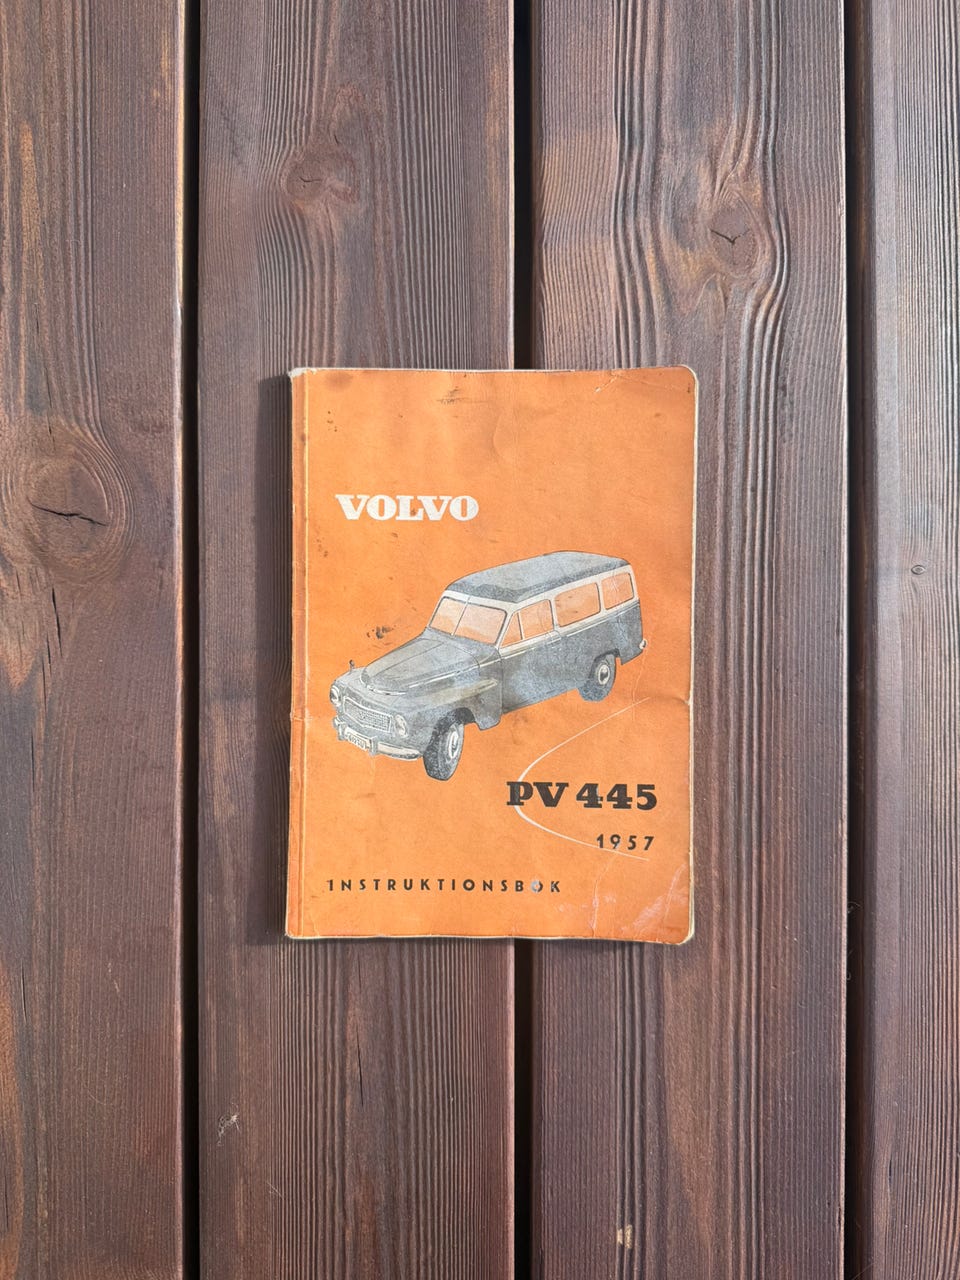 VOLVO
PV 445
1957
INSTRUKTIONSBOK